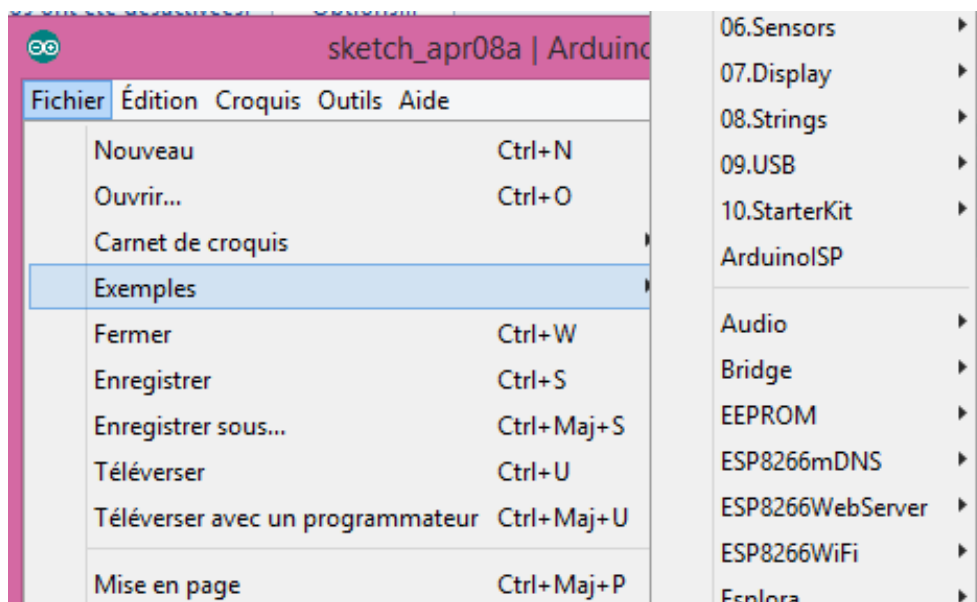 sketch_apr08a | Arduino
Fichier Édition Croquis Outils Aide
Nouveau Ctrl+N
Ouvrir... Ctrl+O
Carnet de croquis
Exemples
Fermer Ctrl+W
Enregistrer Ctrl+S
Enregistrer sous... Ctrl+Maj+S
Téléverser Ctrl+U
Téléverser avec un programmateur Ctrl+Maj+U
Mise en page Ctrl+Maj+P
06.Sensors
07.Display
08.Strings
09.USB
10.StarterKit
ArduinoISP
Audio
Bridge
EEPROM
ESP8266mDNS
ESP8266WebServer
ESP8266WiFi
Esplora